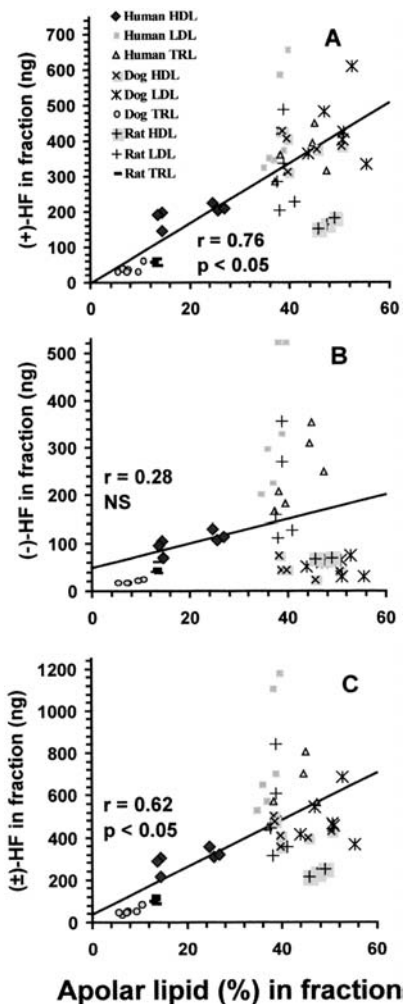 Human HDL
Human LDL
Human TRL
Dog HDL
Dog LDL
Dog TRL
Rat HDL
Rat LDL
Rat TRL
A
(+)-HF in fraction (ng)
700
600
500
400
300
200
100
0
r = 0.76
p < 0.05
0 20 40 60
B
(-)-HF in fraction (ng)
500
400
300
200
100
0
r = 0.28
NS
0 20 40 60
C
(±)-HF in fraction (ng)
1200
1000
800
600
400
200
0
r = 0.62
p < 0.05
0 20 40 60
Apolar lipid (%) in fraction